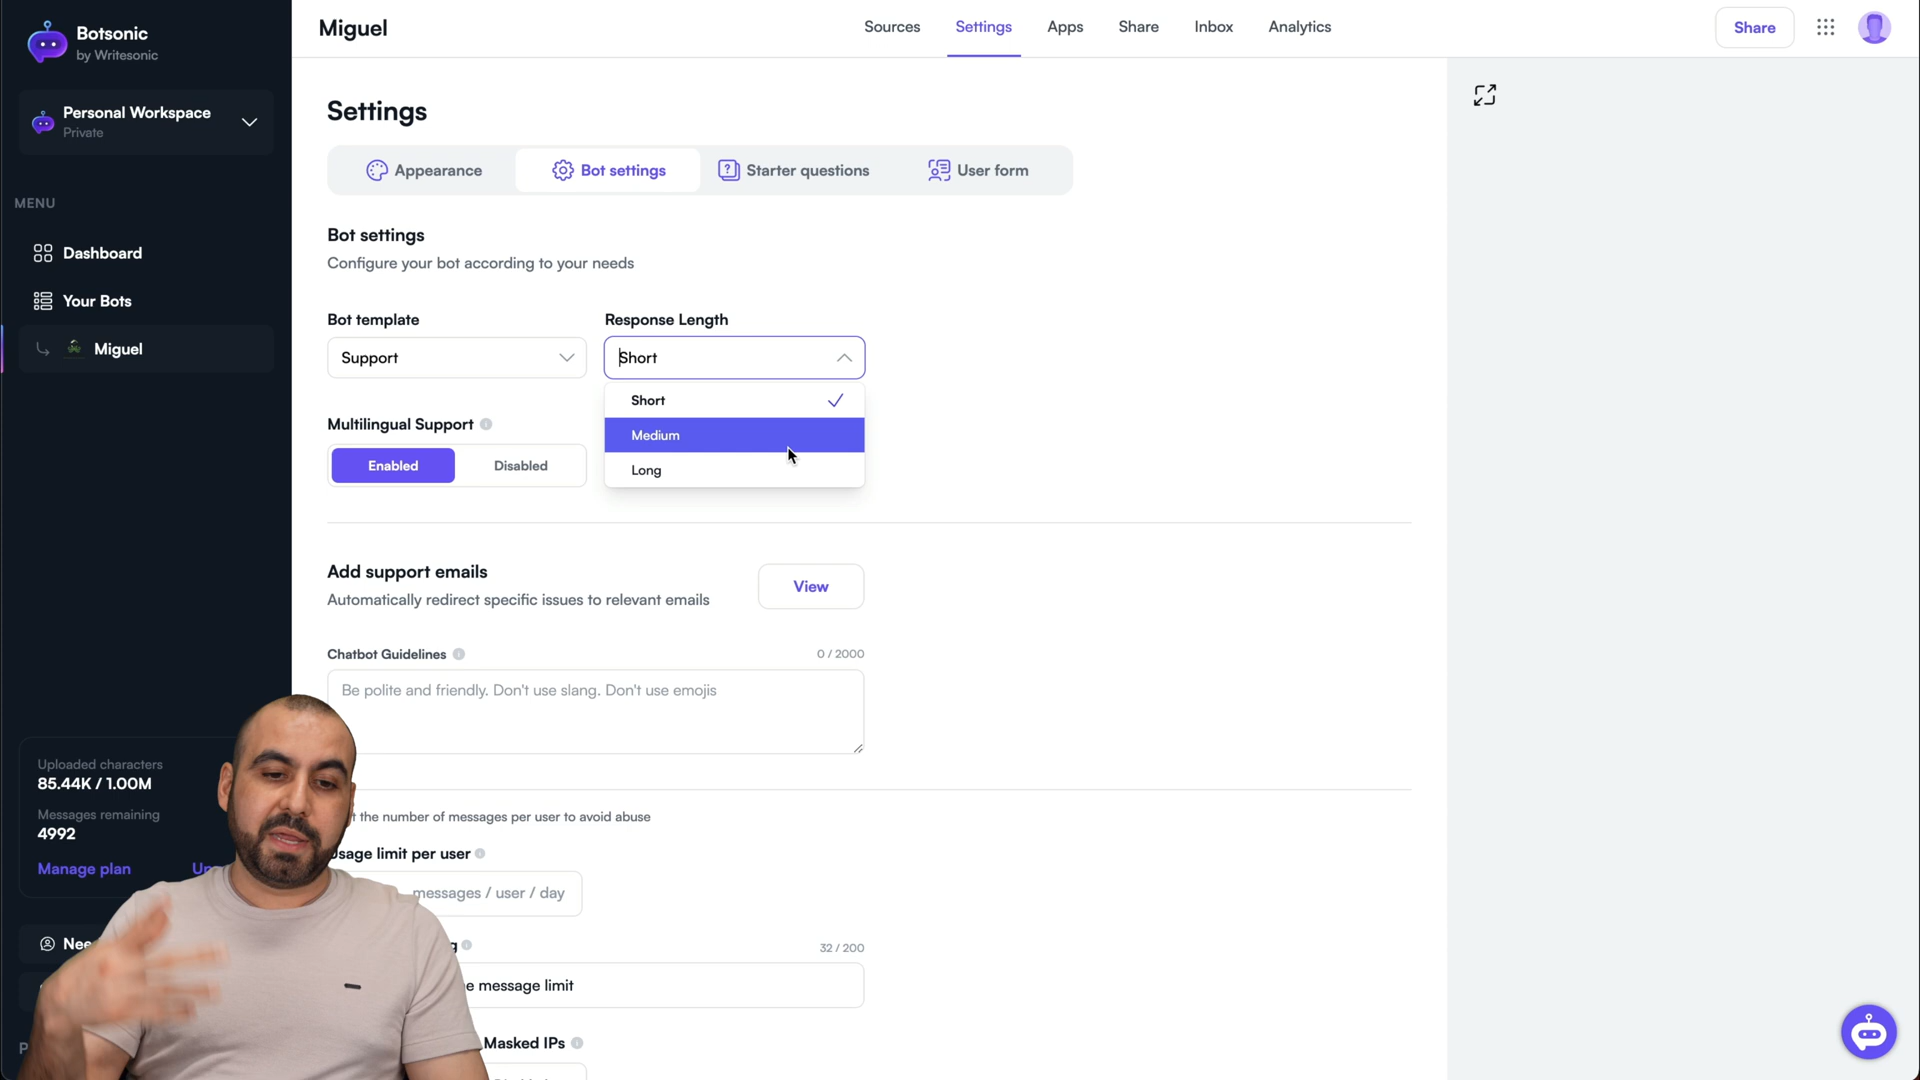 Botsonic
by Writesonic
Miguel
Sources
Settings
Apps
Share
Inbox
Analytics
Share
Personal Workspace
Private
MENU
Dashboard
Your Bots
Miguel
Settings
Appearance
Bot settings
Starter questions
User form
Bot settings
Configure your bot according to your needs
Bot template
Response Length
Support
Short
Short
Medium
Long
Multilingual Support
Enabled
Disabled
Add support emails
Automatically redirect specific issues to relevant emails
View
Chatbot Guidelines
0 / 2000
Be polite and friendly. Don't use slang. Don't use emojis
Uploaded characters
85.44K / 1.00M
Messages remaining
4992
Manage plan
the number of messages per user to avoid abuse
Usage limit per user
messages / user / day
32 / 200
message limit
Masked IPs